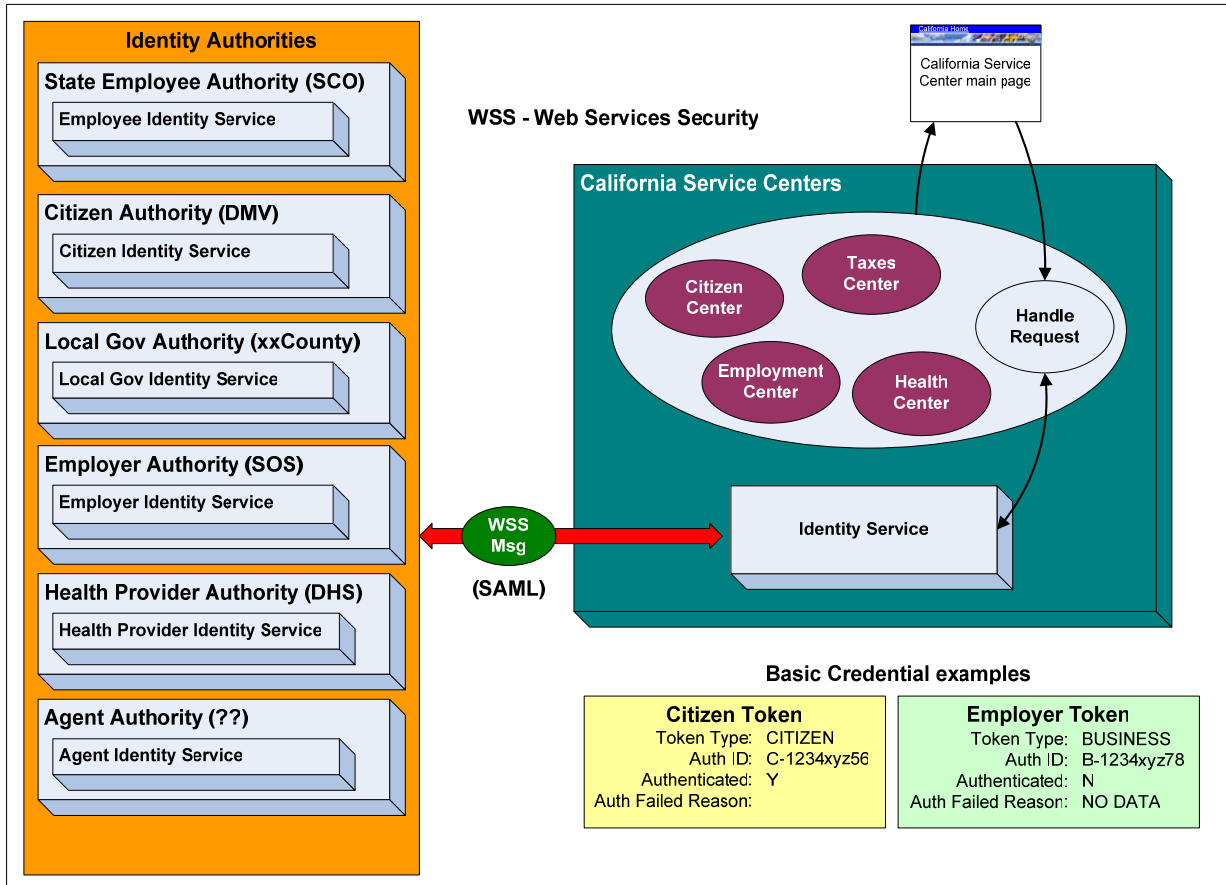 Identity Authorities
State Employee Authority (SCO)
Employee Identity Service
Citizen Authority (DMV)
Citizen Identity Service
Local Gov Authority (xxCounty)
Local Gov Identity Service
Employer Authority (SOS)
Employer Identity Service
Health Provider Authority (DHS)
Health Provider Identity Service
Agent Authority (??)
Agent Identity Service
WSS - Web Services Security
California Home
California Service
Center main page
California Service Centers
Citizen
Center
Taxes
Center
Employment
Center
Health
Center
Handle
Request
Identity Service
WSS
Msg
(SAML)
Basic Credential examples
Citizen Token
Token Type: CITIZEN
Auth ID: C-1234xyz56
Authenticated: Y
Auth Failed Reason:
Employer Token
Token Type: BUSINESS
Auth ID: B-1234xyz78
Authenticated: N
Auth Failed Reason: NO DATA